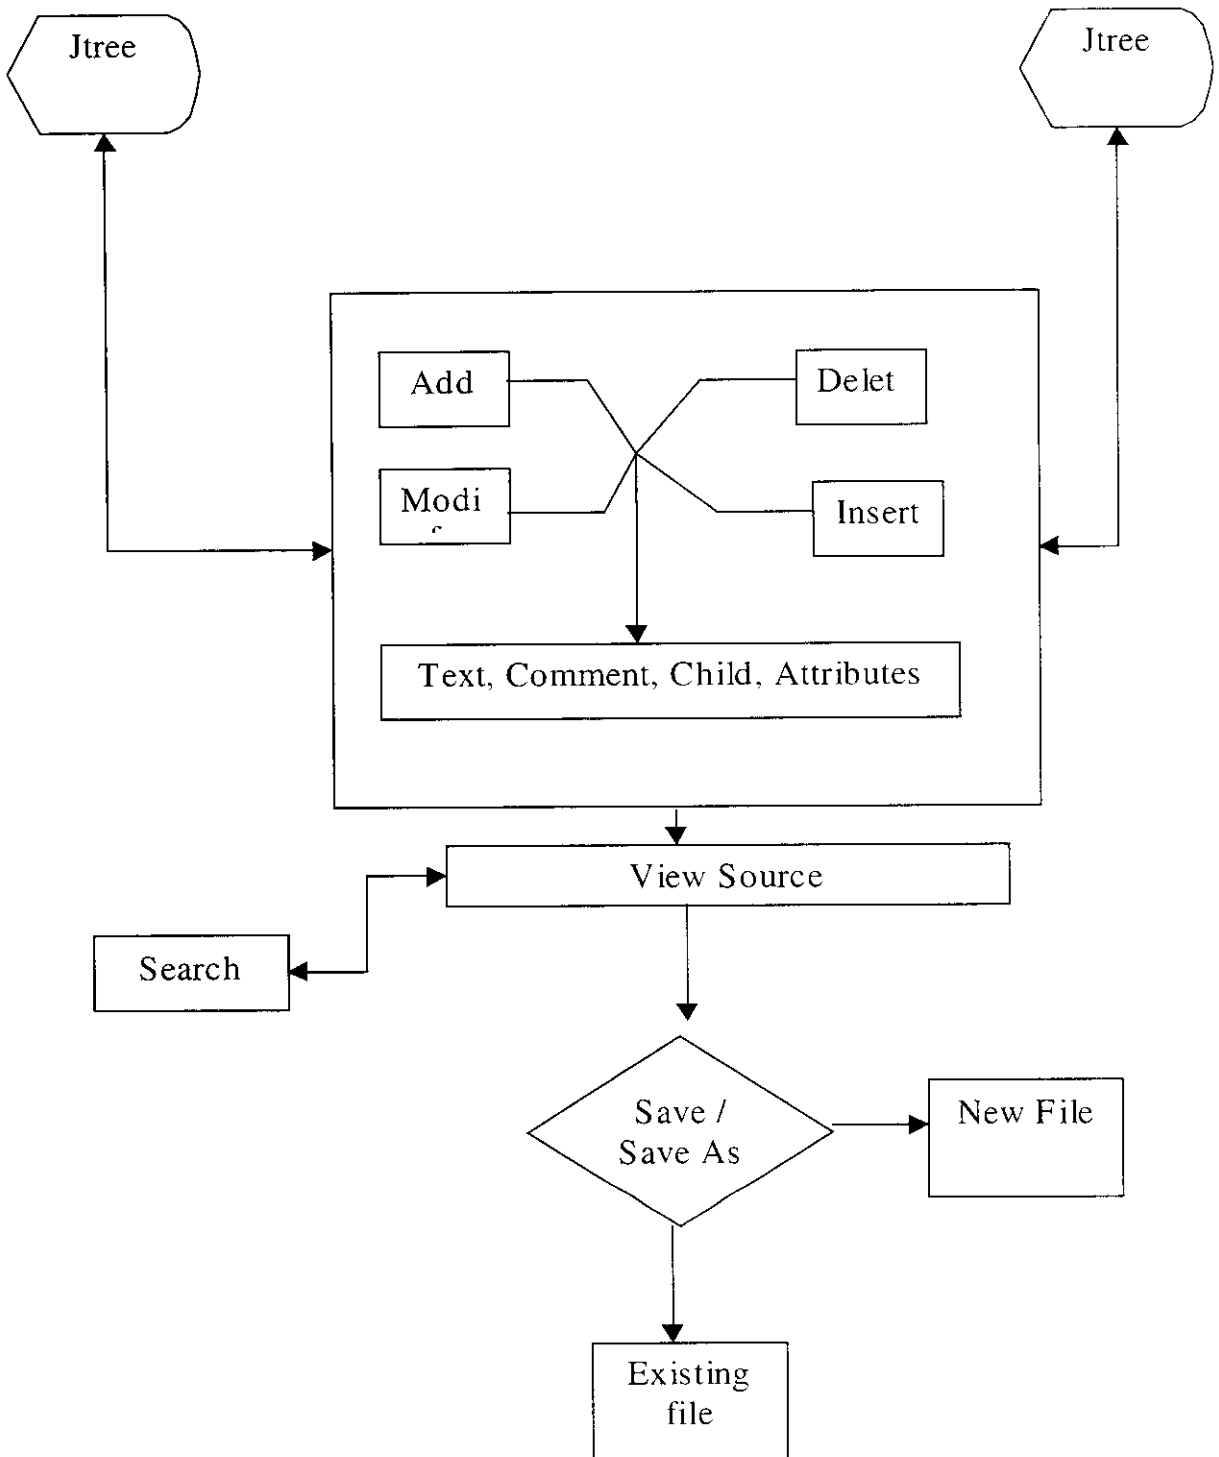 Jtree
Jtree
Add
Delet
Modi
Insert
Text, Comment, Child, Attributes
View Source
Search
Save /
Save As
New File
Existing
file